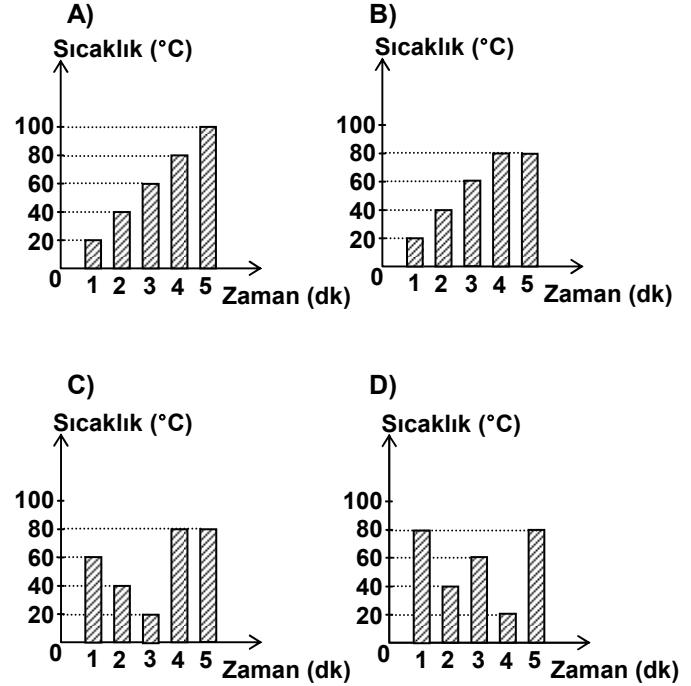 A)
Sıcaklık (°C)
100
80
60
40
20
0
1 2 3 4 5
Zaman (dk)
B)
Sıcaklık (°C)
100
80
60
40
20
0
1 2 3 4 5
Zaman (dk)
C)
Sıcaklık (°C)
100
80
60
40
20
0
1 2 3 4 5
Zaman (dk)
D)
Sıcaklık (°C)
100
80
60
40
20
0
1 2 3 4 5
Zaman (dk)